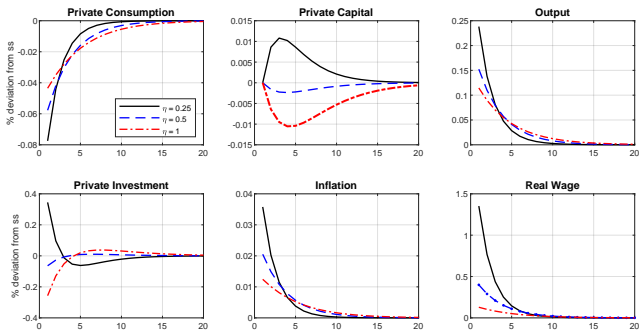 Private Consumption
Private Capital
Output
% deviation from ss
0
-0.02
-0.04
-0.06
-0.08
η = 0.25
η = 0.5
η = 1
0 5 10 15 20
0.015
0.01
0.005
0
-0.005
-0.01
-0.015
0 5 10 15 20
0.25
0.2
0.15
0.1
0.05
0
0 5 10 15 20
Private Investment
Inflation
Real Wage
% deviation from ss
0.4
0.2
0
-0.2
-0.4
0 5 10 15 20
0.04
0.03
0.02
0.01
0
0 5 10 15 20
1.5
1
0.5
0
0 5 10 15 20